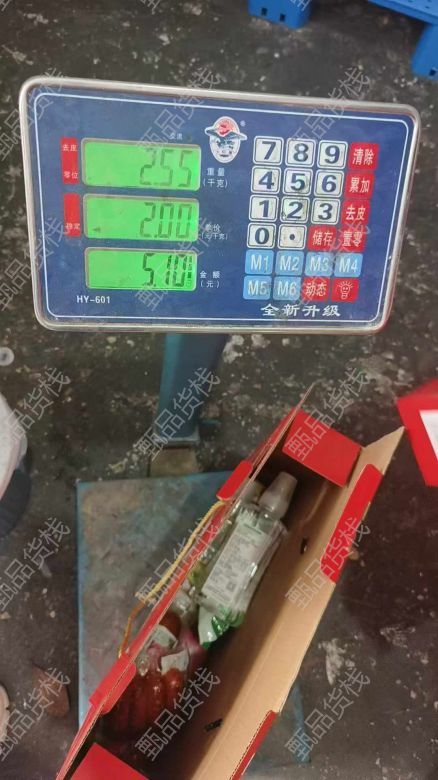 交流
去皮
零位
2.55
重量
(千克)
稳定
2.00
单价
(元/千克)
5.10
金额
(元)
HY-601
7 8 9 清除
4 5 6 累加
1 2 3 去皮
0 . 储存 置零
M1 M2 M3 M4
M5 M6 动态
全新升级
甄品货栈